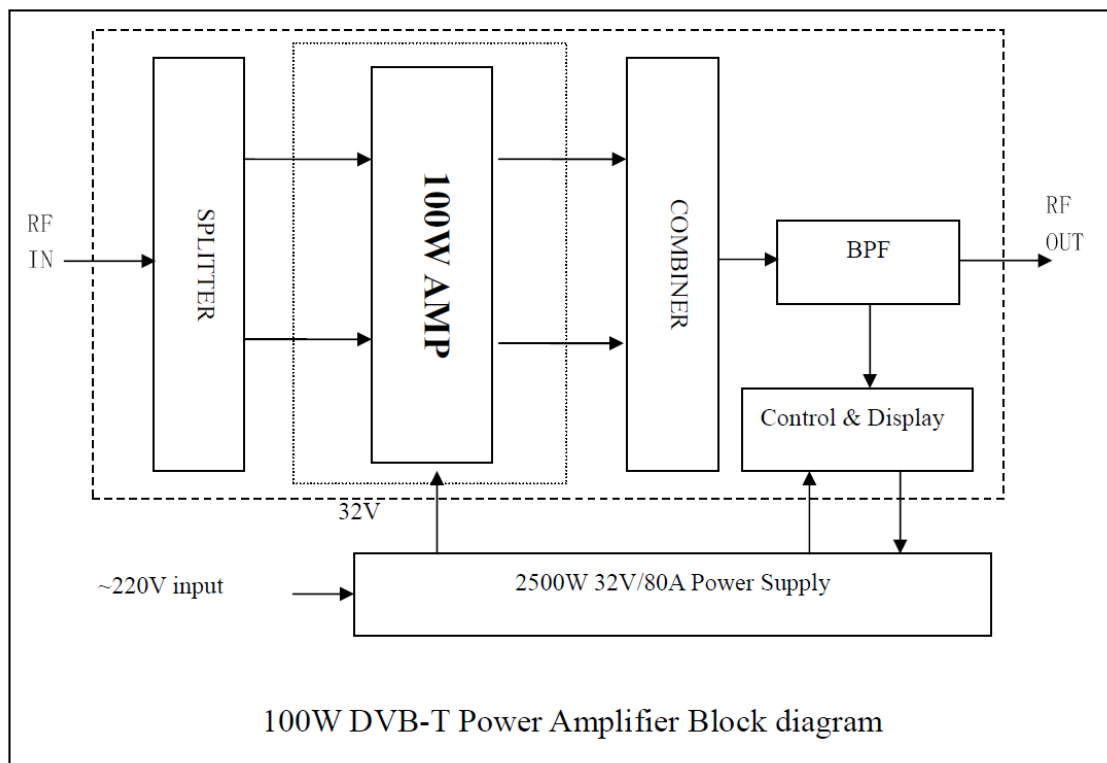 RF
IN
SPLITTER
100W AMP
COMBINER
BPF
RF
OUT
Control & Display
32V
~220V input
2500W 32V/80A Power Supply
100W DVB-T Power Amplifier Block diagram